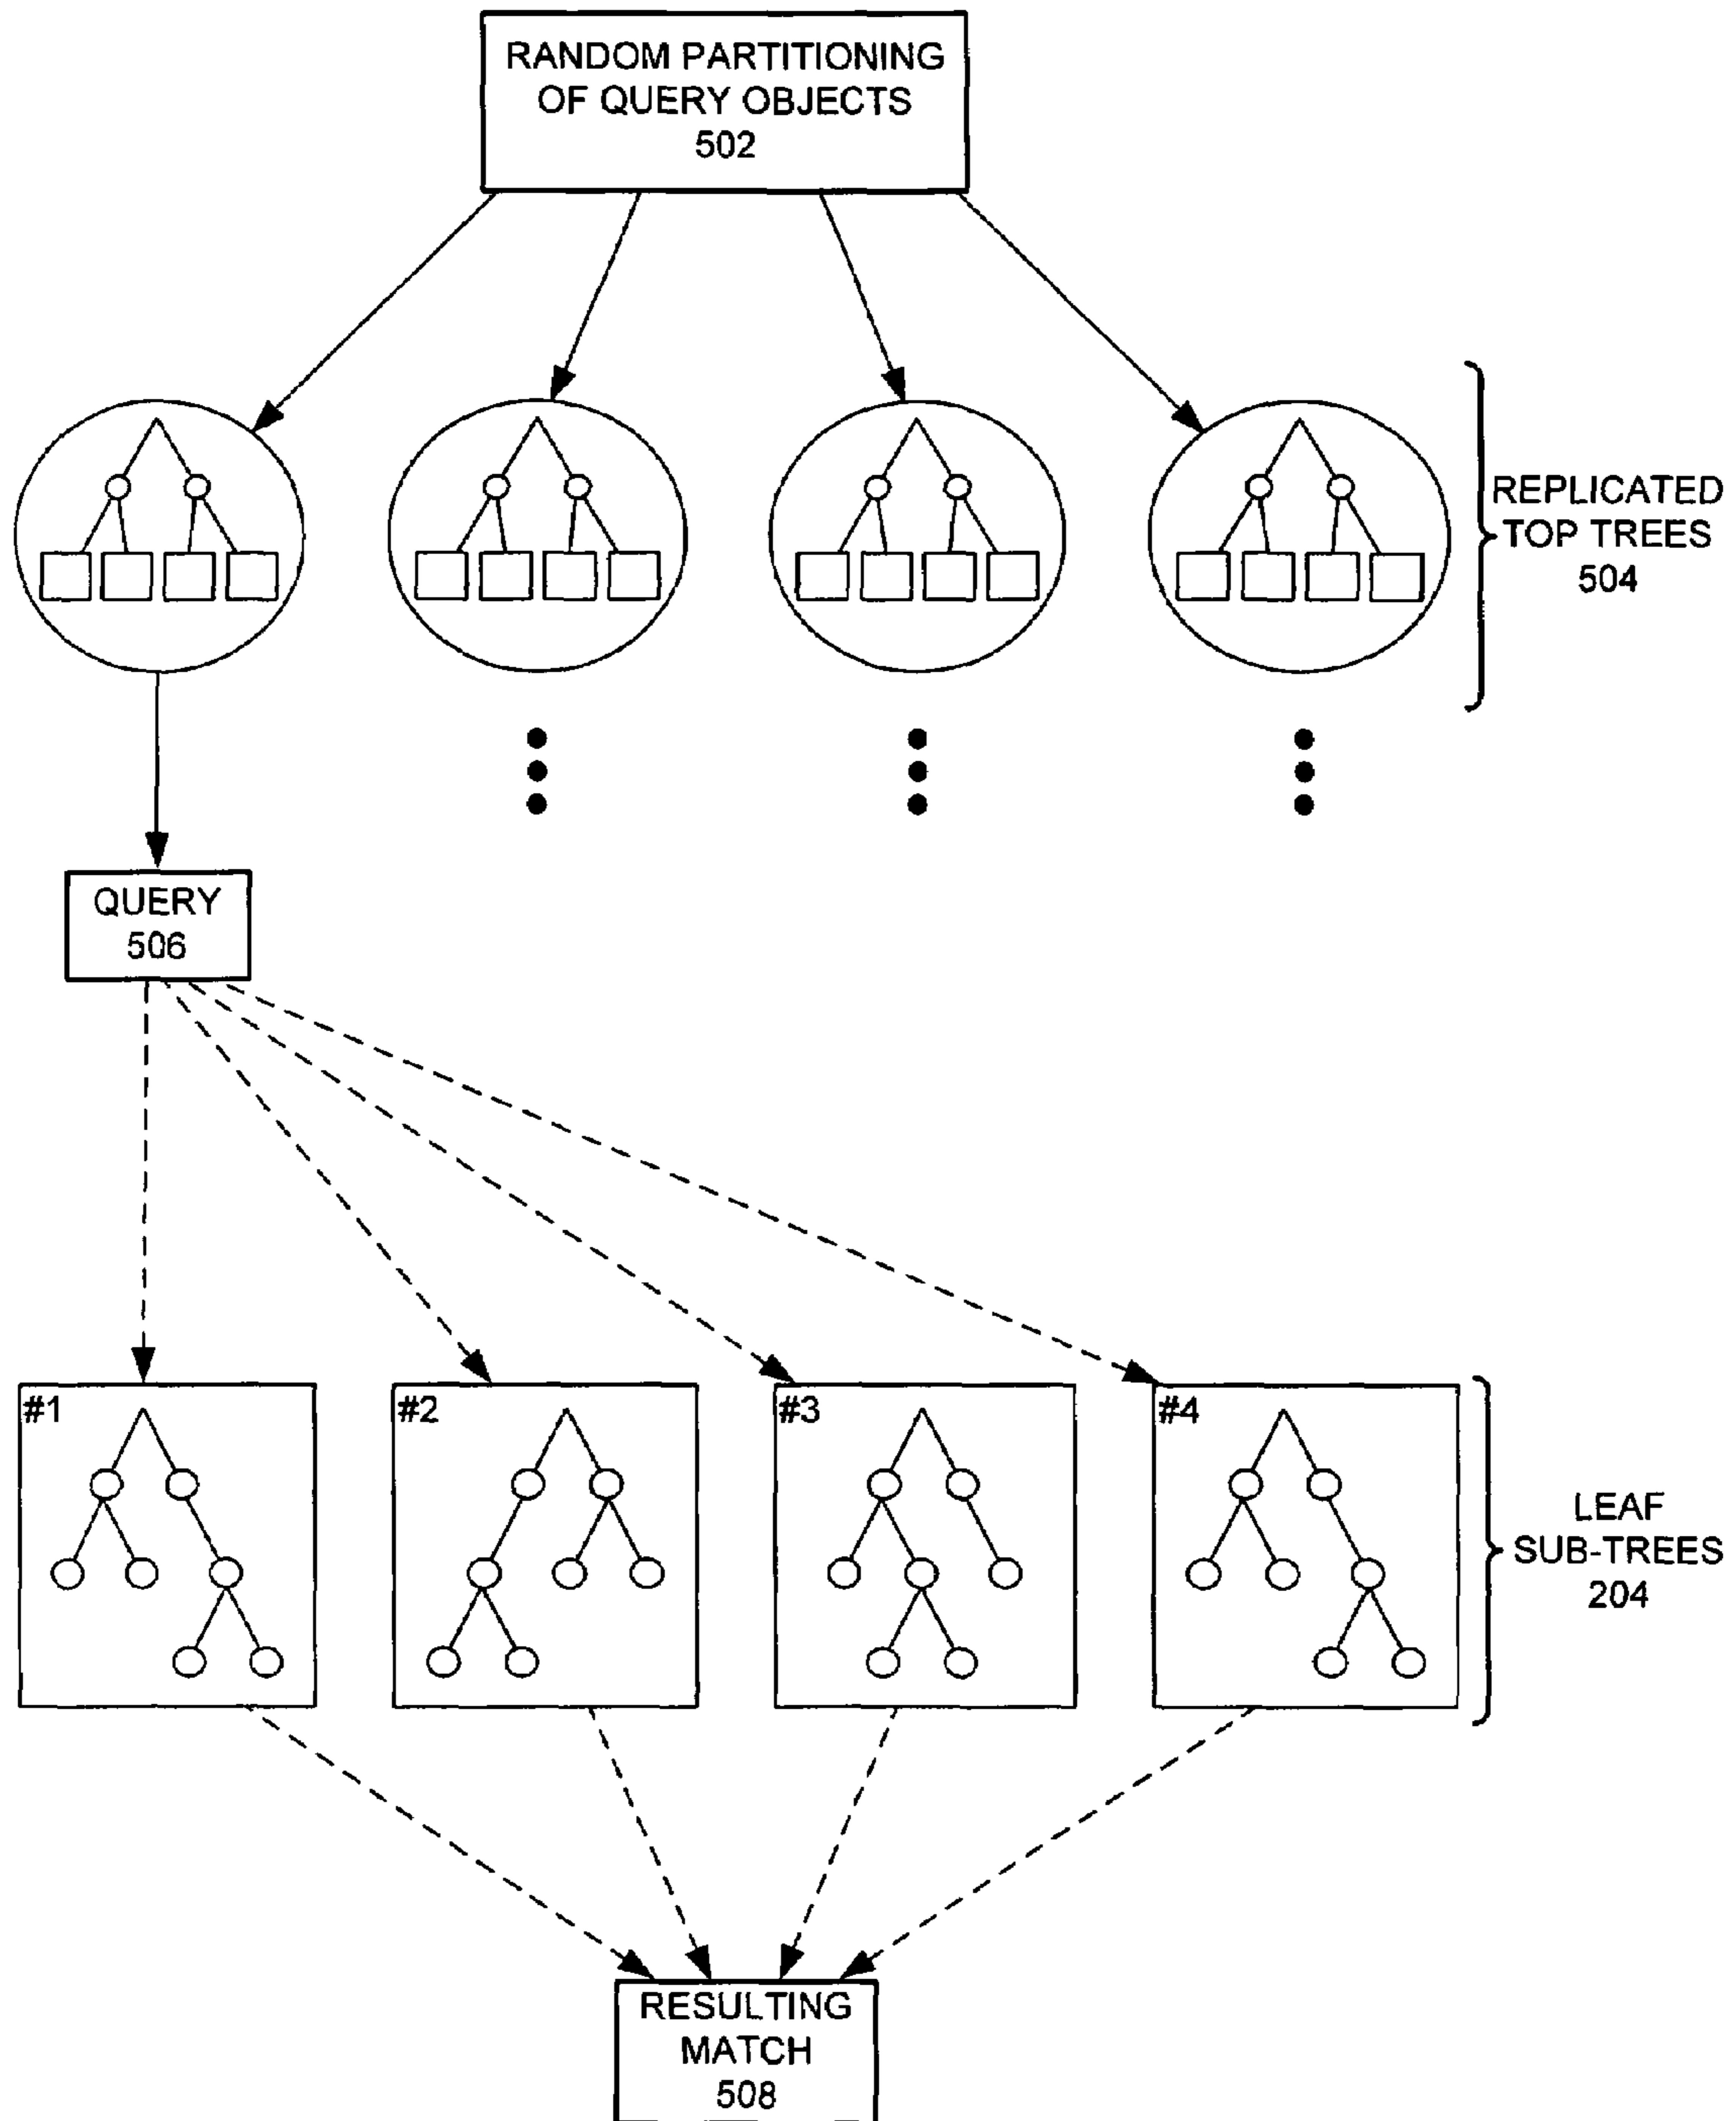 RANDOM PARTITIONING
OF QUERY OBJECTS
502
REPLICATED
TOP TREES
504
QUERY
506
#1
#2
#3
#4
LEAF
SUB-TREES
204
RESULTING
MATCH
508